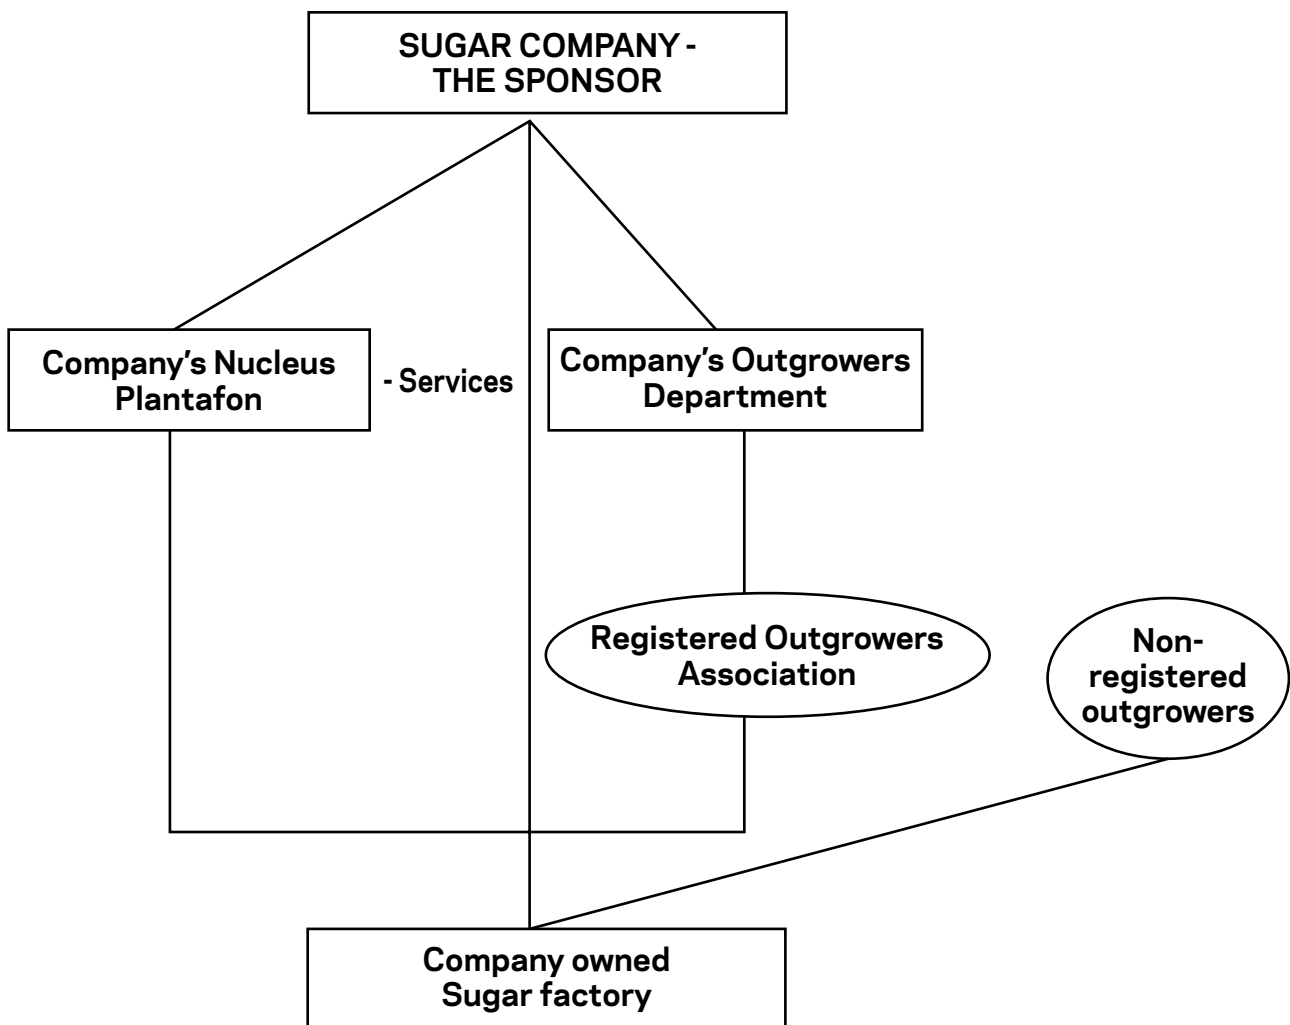 SUGAR COMPANY -
THE SPONSOR
Company's Nucleus
Plantafon
- Services
Company's Outgrowers
Department
Registered Outgrowers
Association
Non-
registered
outgrowers
Company owned
Sugar factory